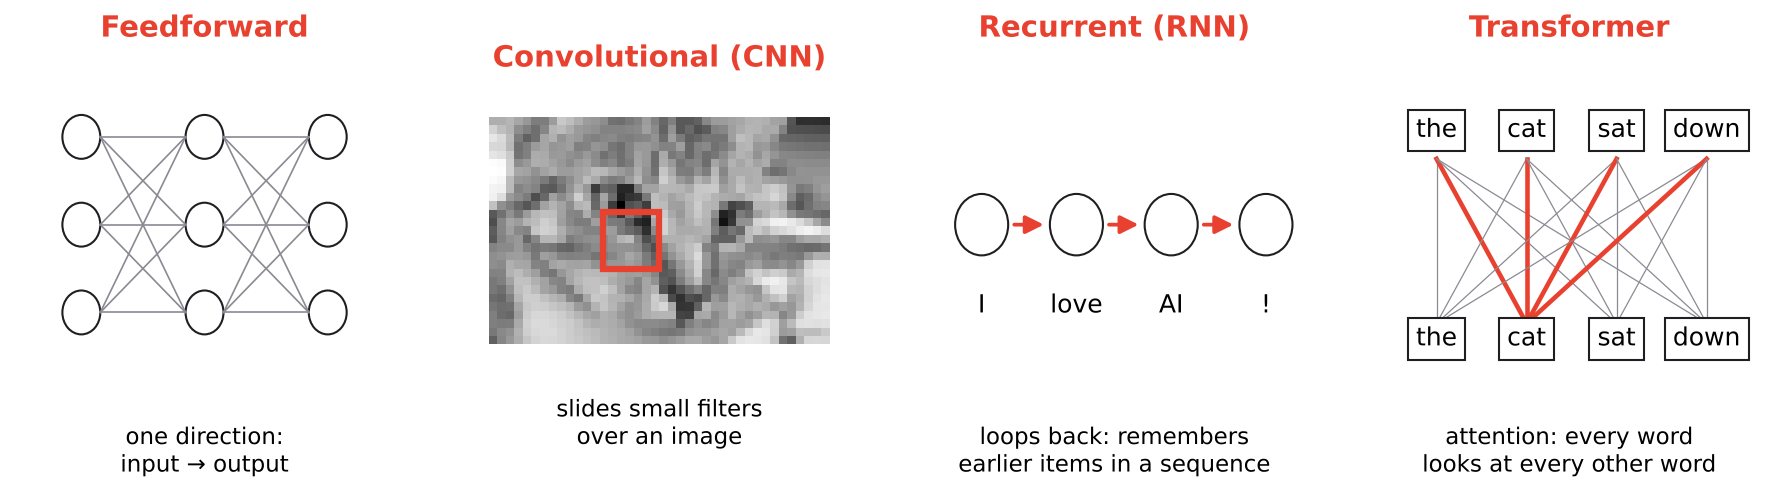 Feedforward
one direction:
input → output
Convolutional (CNN)
slides small filters
over an image
Recurrent (RNN)
I love AI !
loops back: remembers
earlier items in a sequence
Transformer
the cat sat down
the cat sat down
attention: every word
looks at every other word